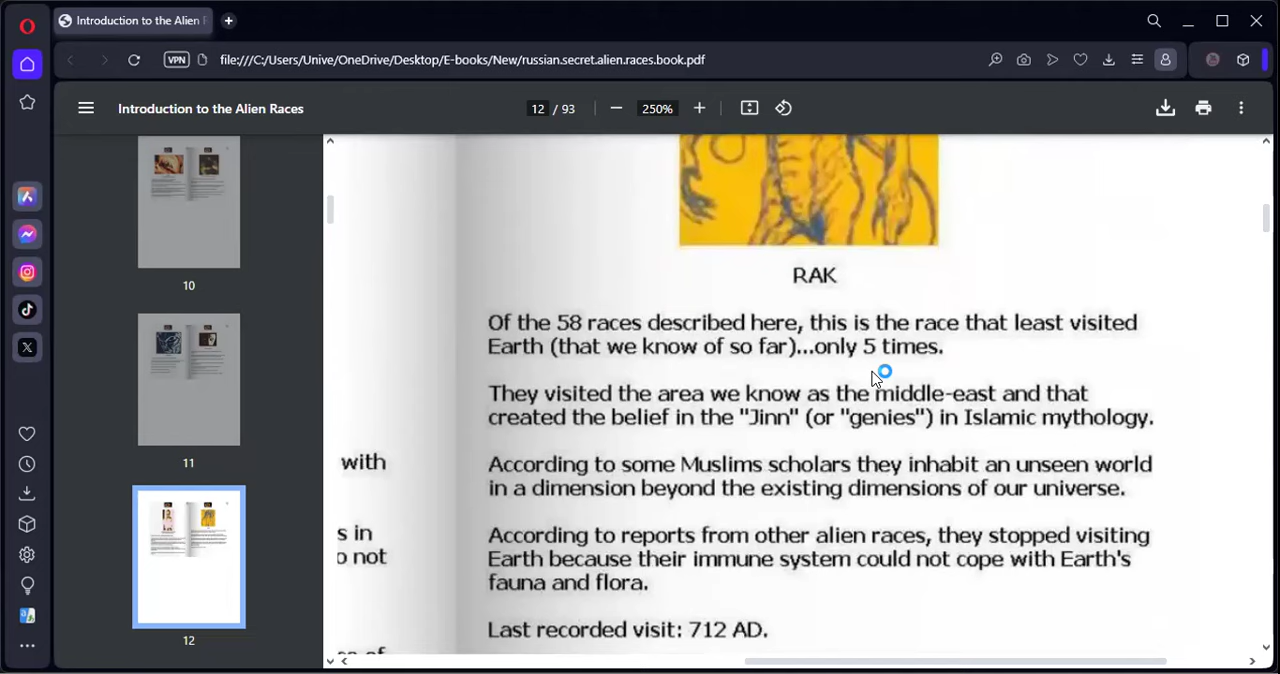 Introduction to the Alien R
VPN
file:///C:/Users/Unive/OneDrive/Desktop/E-books/New/russian.secret.alien.races.book.pdf
Introduction to the Alien Races
12 / 93
250%
10
11
12
RAK
Of the 58 races described here, this is the race that least visited
Earth (that we know of so far)...only 5 times.
They visited the area we know as the middle-east and that
created the belief in the "Jinn" (or "genies") in Islamic mythology.
with
According to some Muslims scholars they inhabit an unseen world
in a dimension beyond the existing dimensions of our universe.
s in
According to reports from other alien races, they stopped visiting
o not
Earth because their immune system could not cope with Earth's
fauna and flora.
Last recorded visit: 712 AD.